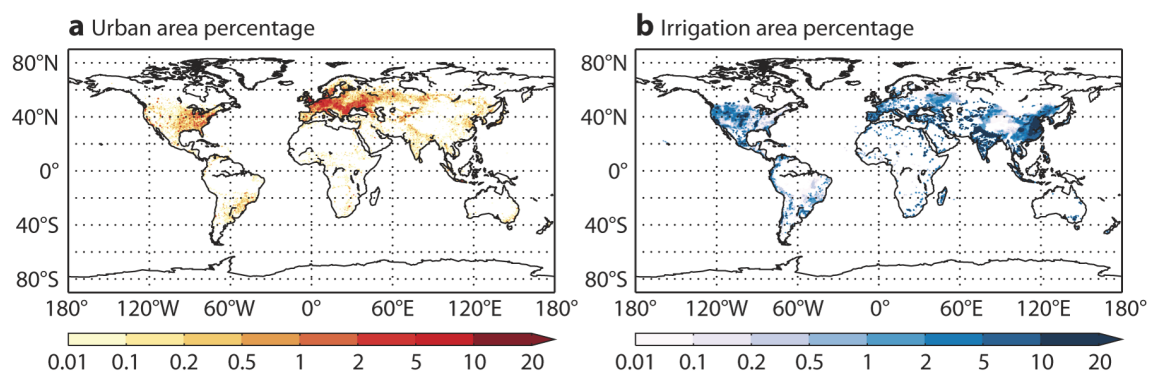 a Urban area percentage
80°N
40°N
0°
40°S
80°S
180° 120°W 60°W 0° 60°E 120°E 180°
0.01 0.1 0.2 0.5 1 2 5 10 20
b Irrigation area percentage
80°N
40°N
0°
40°S
80°S
180° 120°W 60°W 0° 60°E 120°E 180°
0.01 0.1 0.2 0.5 1 2 5 10 20